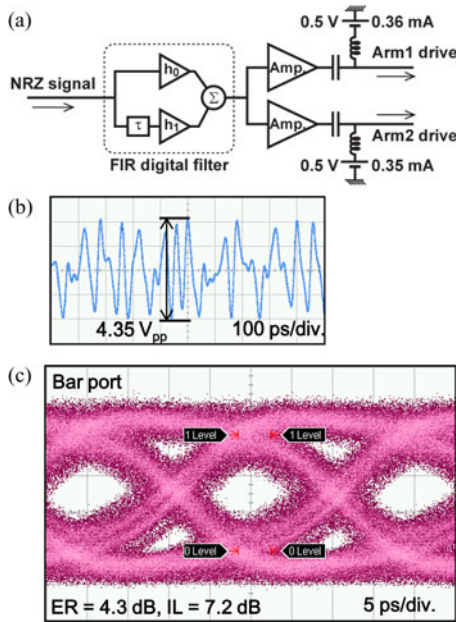 (a)
0.5 V 0.36 mA
NRZ signal
h0
Amp.
Arm1 drive
Σ
τ
h1
Amp.
Arm2 drive
FIR digital filter
0.5 V 0.35 mA
(b)
4.35 Vpp
100 ps/div.
(c)
Bar port
1 Level 1 Level
0 Level 0 Level
ER = 4.3 dB, IL = 7.2 dB 5 ps/div.